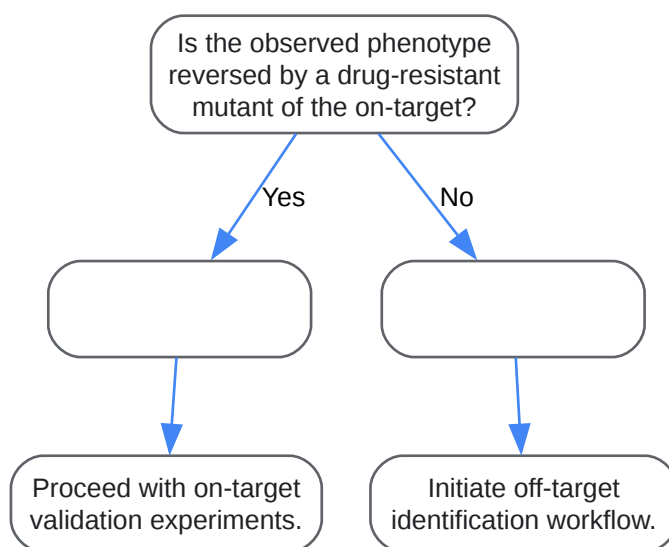 Is the observed phenotype
reversed by a drug-resistant
mutant of the on-target?
Yes
No
Proceed with on-target
validation experiments.
Initiate off-target
identification workflow.